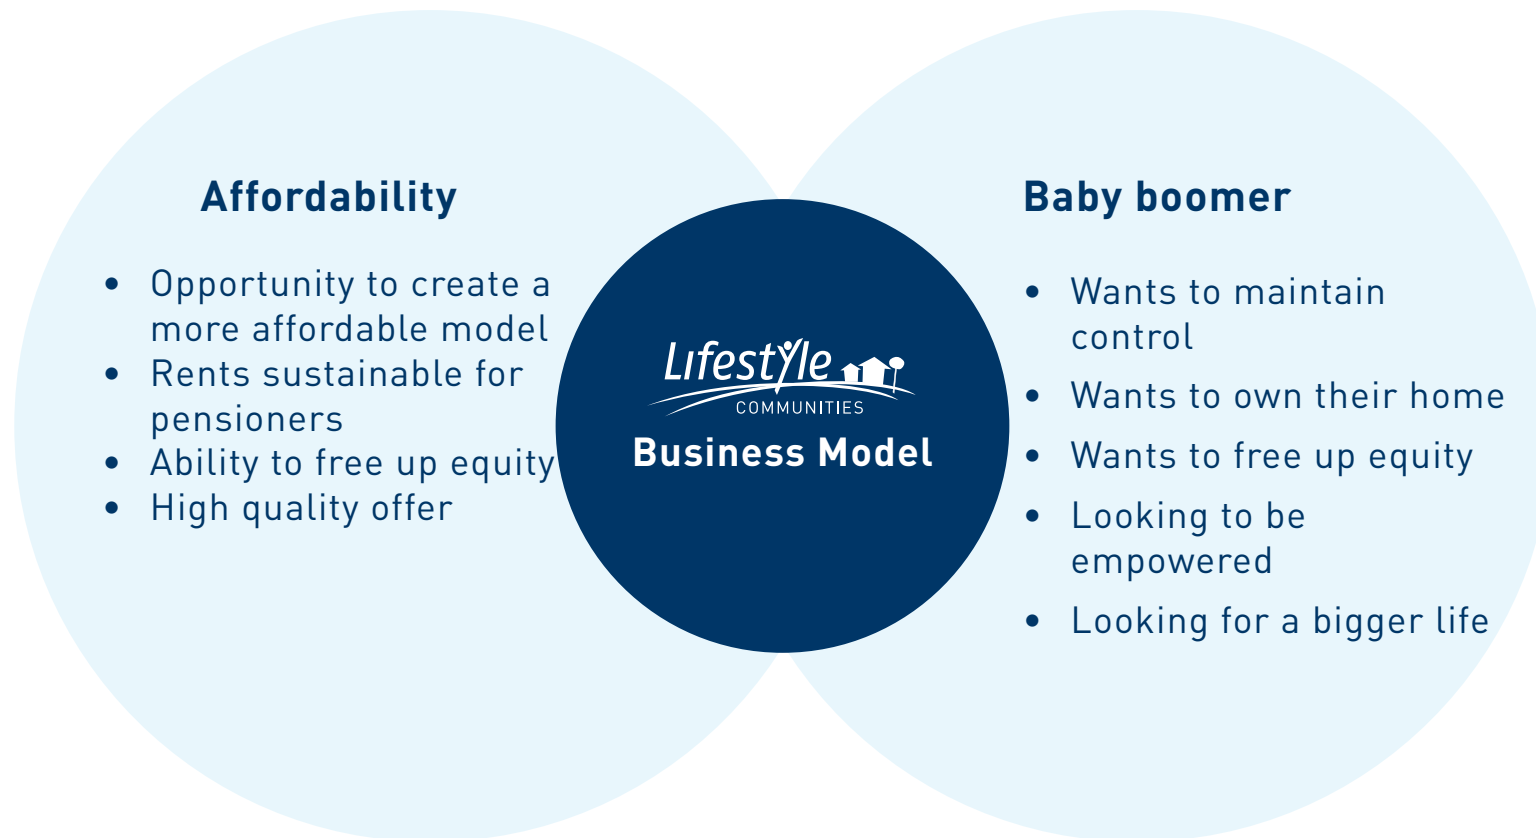 Affordability
• Opportunity to create a
more affordable model
• Rents sustainable for
pensioners
• Ability to free up equity
• High quality offer
Lifestyle
COMMUNITIES
Business Model
Baby boomer
• Wants to maintain
control
• Wants to own their home
• Wants to free up equity
• Looking to be
empowered
• Looking for a bigger life